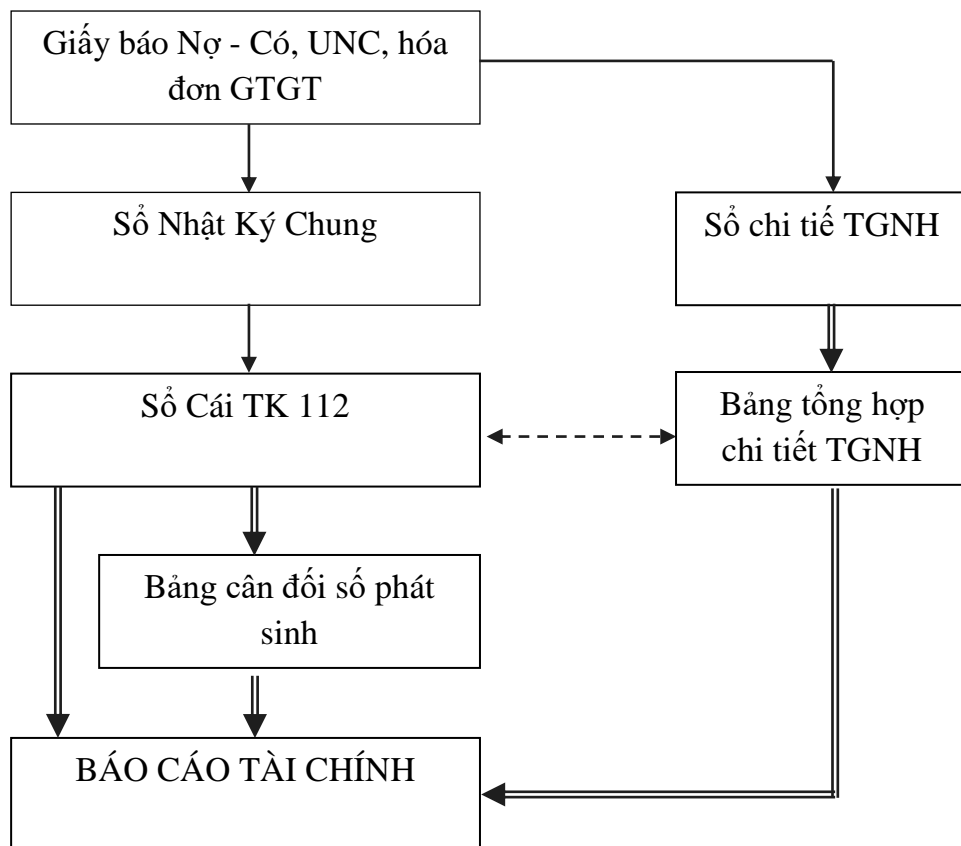 Giấy báo Nợ - Có, UNC, hóa
đơn GTGT
Sổ Nhật Ký Chung
Sổ chi tiế TGNH
Sổ Cái TK 112
Bảng tổng hợp
chi tiết TGNH
Bảng cân đối số phát
sinh
BÁO CÁO TÀI CHÍNH